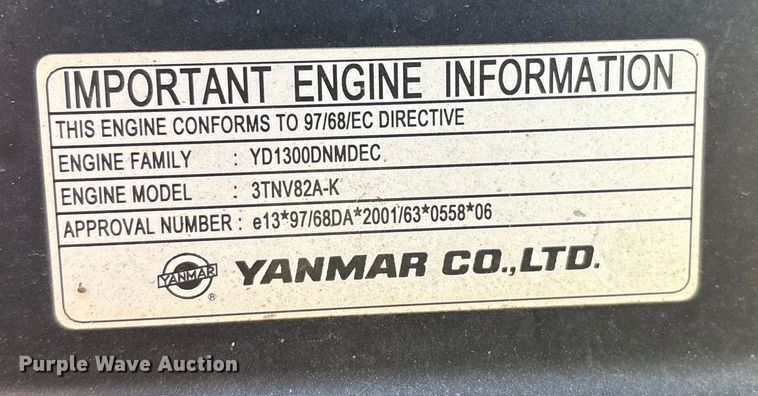 IMPORTANT ENGINE INFORMATION
THIS ENGINE CONFORMS TO 97/68/EC DIRECTIVE
ENGINE FAMILY : YD1300DNMDEC
ENGINE MODEL : 3TNV82A-K
APPROVAL NUMBER : e13*97/68DA*2001/63*0558*06
YANMAR ® YANMAR CO.,LTD.
Purple Wave Auction